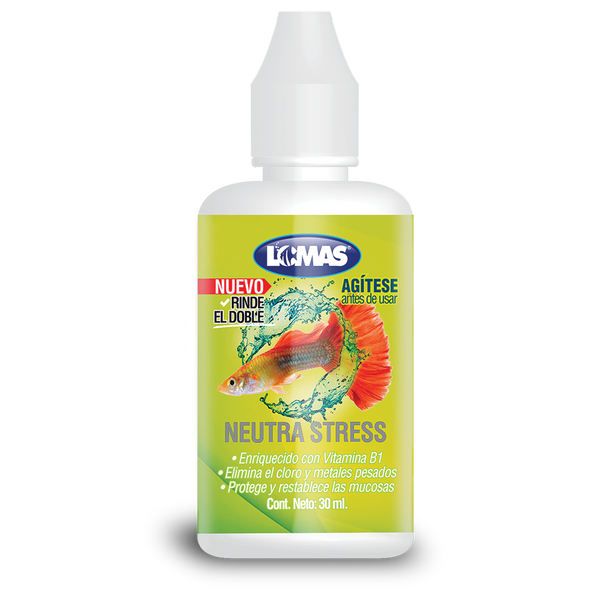 LOMAS®
NUEVO
RINDE
EL DOBLE
AGÍTESE
antes de usar
NEUTRA STRESS
• Enriquecido con Vitamina B1
• Elimina el cloro y metales pesados
• Protege y restablece las mucosas
Cont. Neto: 30 ml.